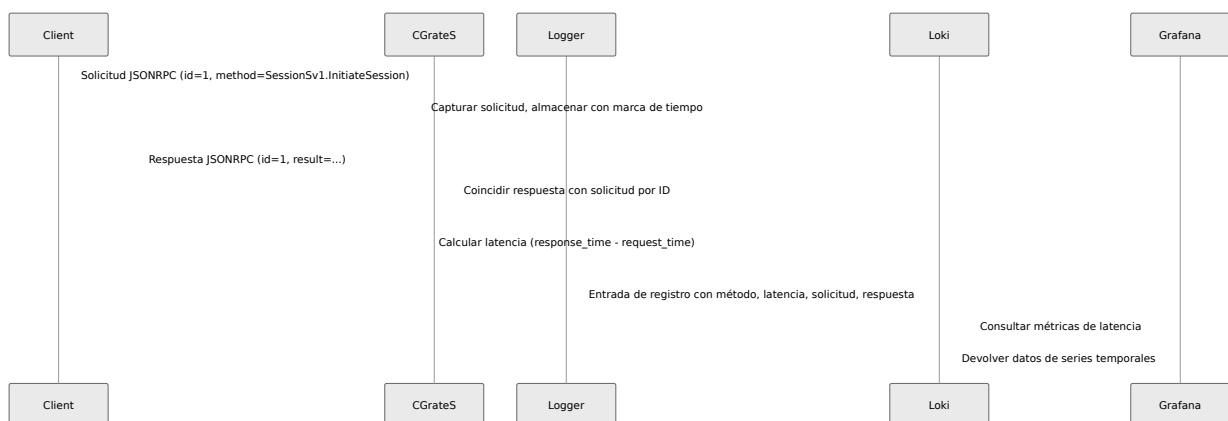 Client CGrateS Logger Loki Grafana
Solicitud JSONRPC (id=1, method=SessionSv1.InitiateSession)
Capturar solicitud, almacenar con marca de tiempo
Respuesta JSONRPC (id=1, result=...)
Coincidir respuesta con solicitud por ID
Calcular latencia (response_time - request_time)
Entrada de registro con método, latencia, solicitud, respuesta
Consultar métricas de latencia
Devolver datos de series temporales
Client CGrateS Logger Loki Grafana